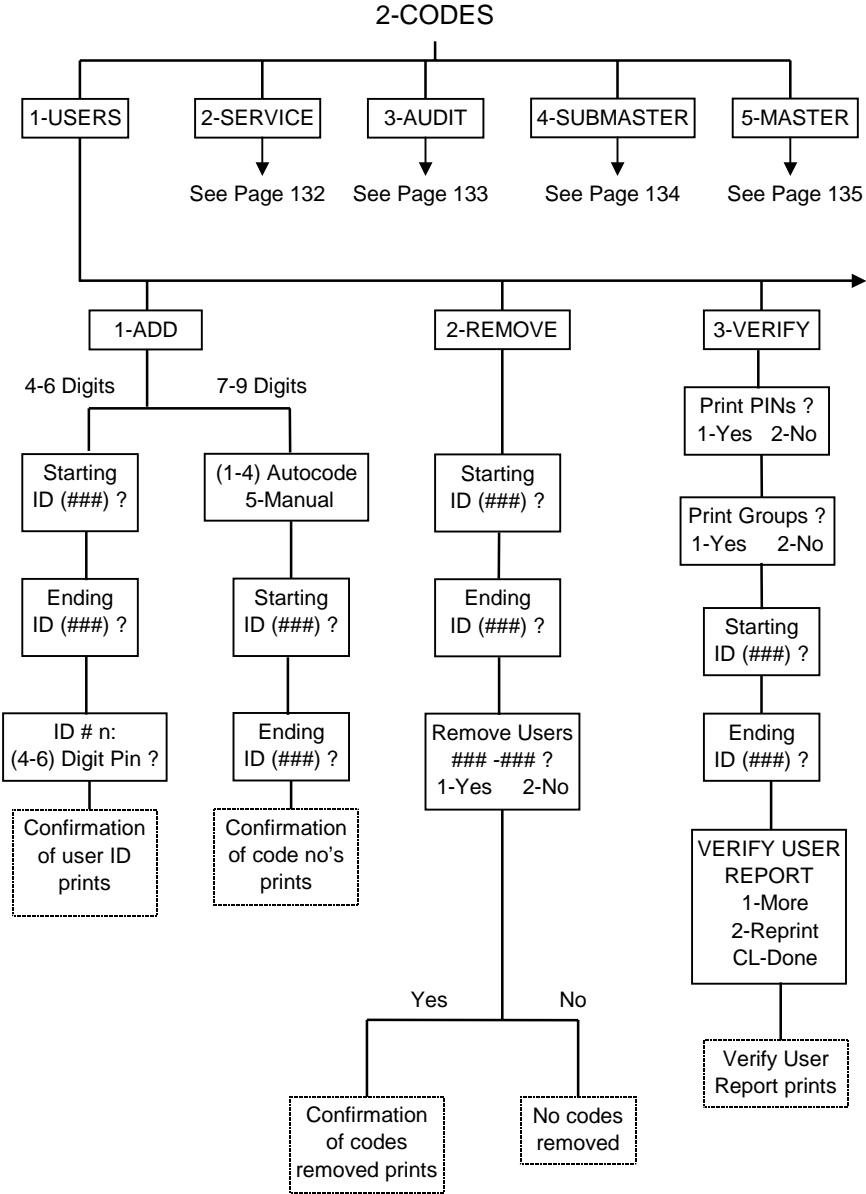 2-CODES
1-USERS
2-SERVICE
3-AUDIT
4-SUBMASTER
5-MASTER
See Page 132
See Page 133
See Page 134
See Page 135
1-ADD
2-REMOVE
3-VERIFY
4-6 Digits
7-9 Digits
Starting
ID (###) ?
Ending
ID (###) ?
ID # n:
(4-6) Digit Pin ?
Confirmation
of user ID
prints
(1-4) Autocode
5-Manual
Starting
ID (###) ?
Ending
ID (###) ?
Confirmation
of code no's
prints
Starting
ID (###) ?
Ending
ID (###) ?
Remove Users
### -### ?
1-Yes 2-No
Yes
No
Confirmation
of codes
removed prints
No codes
removed
Print PINs ?
1-Yes 2-No
Print Groups ?
1-Yes 2-No
Starting
ID (###) ?
Ending
ID (###) ?
VERIFY USER
REPORT
1-More
2-Reprint
CL-Done
Verify User
Report prints